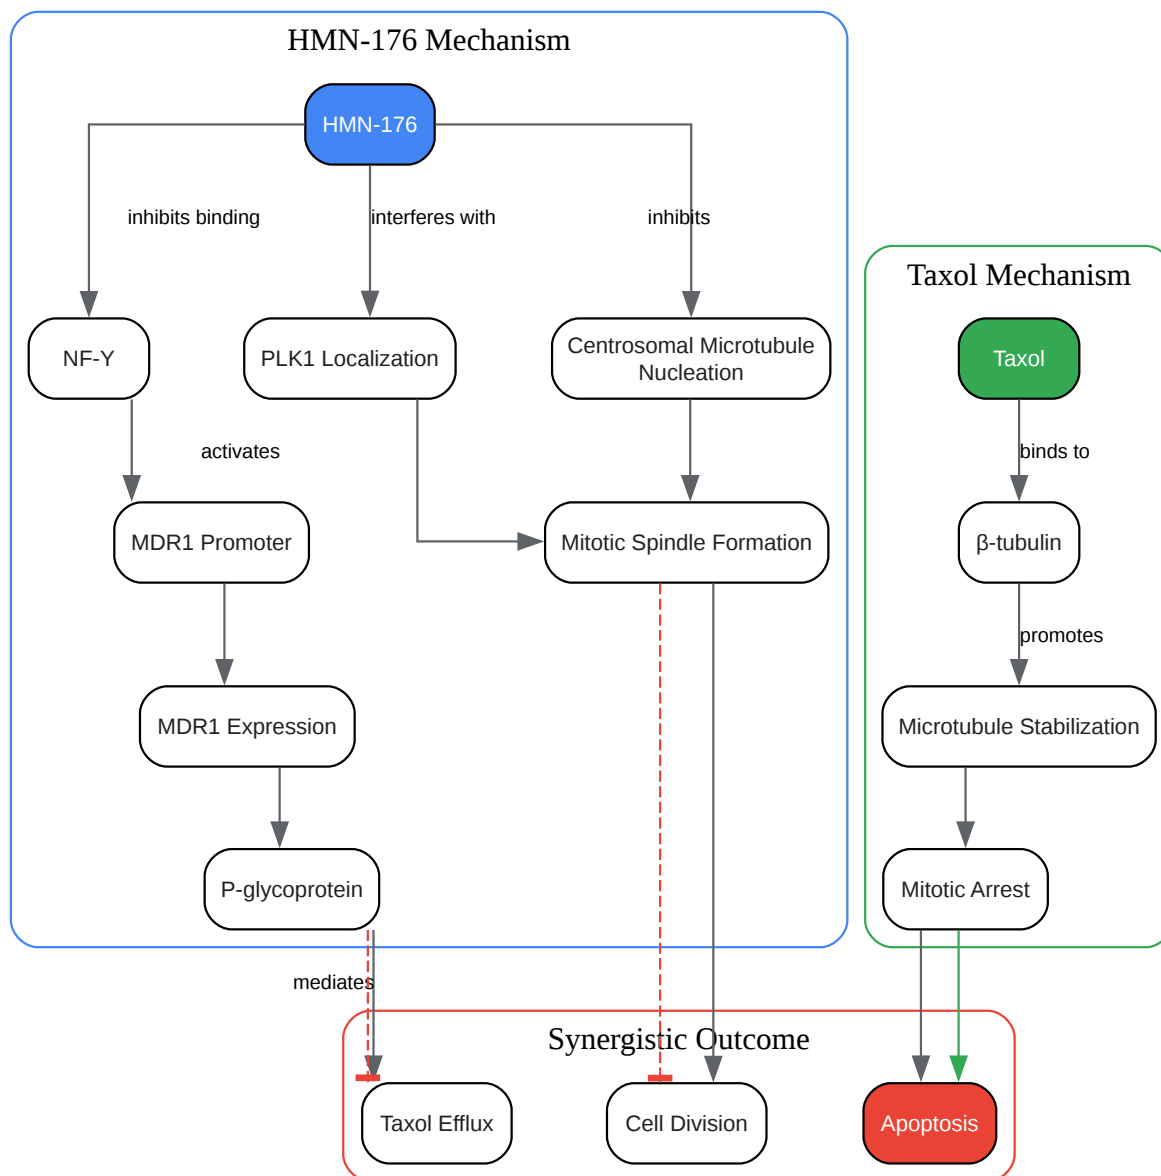 HMN-176 Mechanism
HMN-176
inhibits binding
interferes with
inhibits
Taxol Mechanism
NF-Y
PLK1 Localization
Centrosomal Microtubule
Nucleation
Taxol
activates
binds to
MDR1 Promoter
Mitotic Spindle Formation
β-tubulin
promotes
MDR1 Expression
Microtubule Stabilization
P-glycoprotein
Mitotic Arrest
mediates
Synergistic Outcome
Taxol Efflux
Cell Division
Apoptosis